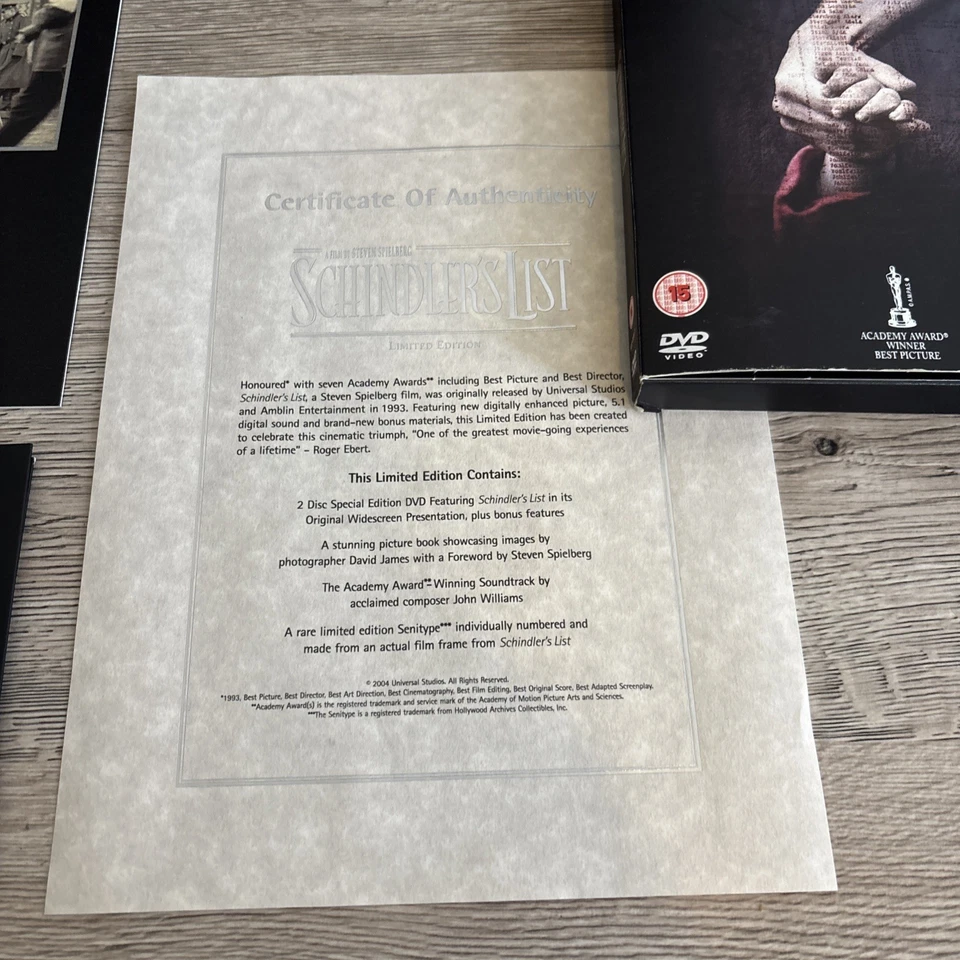 Certificate Of Authenticity
A FILM BY STEVEN SPIELBERG
SCHINDLER'S LIST
LIMITED EDITION
Honoured* with seven Academy Awards** including Best Picture and Best Director,
Schindler's List, a Steven Spielberg film, was originally released by Universal Studios
and Amblin Entertainment in 1993. Featuring new digitally enhanced picture, 5.1
digital sound and brand-new bonus materials, this Limited Edition has been created
to celebrate this cinematic triumph, "One of the greatest movie-going experiences
of a lifetime" - Roger Ebert.
This Limited Edition Contains:
2 Disc Special Edition DVD Featuring Schindler's List in its
Original Widescreen Presentation, plus bonus features
A stunning picture book showcasing images by
photographer David James with a Foreword by Steven Spielberg
The Academy Award** Winning Soundtrack by
acclaimed composer John Williams
A rare limited edition Senitype*** individually numbered and
made from an actual film frame from Schindler's List
© 2004 Universal Studios. All Rights Reserved.
*1993, Best Picture, Best Director, Best Art Direction, Best Cinematography, Best Film Editing, Best Original Score, Best Adapted Screenplay.
**Academy Award(s) is the registered trademark and service mark of the Academy of Motion Picture Arts and Sciences.
***The Senitype is a registered trademark from Hollywood Archives Collectibles, Inc.
15
DVD
VIDEO
©AMPAS®
ACADEMY AWARD®
WINNER
BEST PICTURE